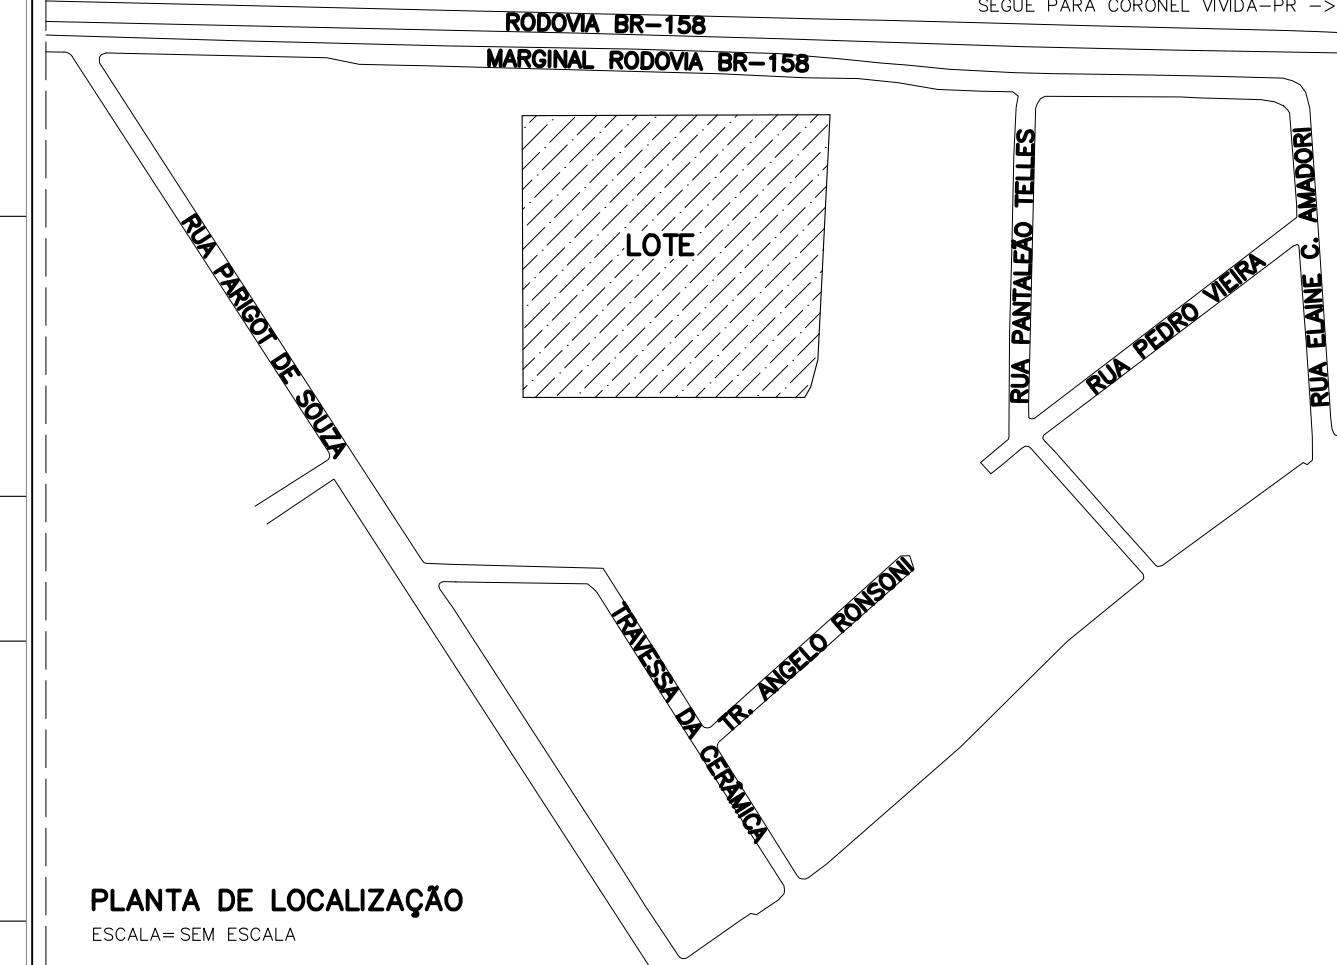 SEGUE PARA CORONEL VIVIDA-PR ->
RODOVIA BR-158
MARGINAL RODOVIA BR-158
LOTE
RUA PARIGOT DE SOUZA
RUA PANTALEÃO TELLES
RUA ELAINE C. AMADORI
RUA PEDRO VIEIRA
TR. ANGELO RONSONI
TRAVESSA DA CERÂMICA
PLANTA DE LOCALIZAÇÃO
ESCALA= SEM ESCALA